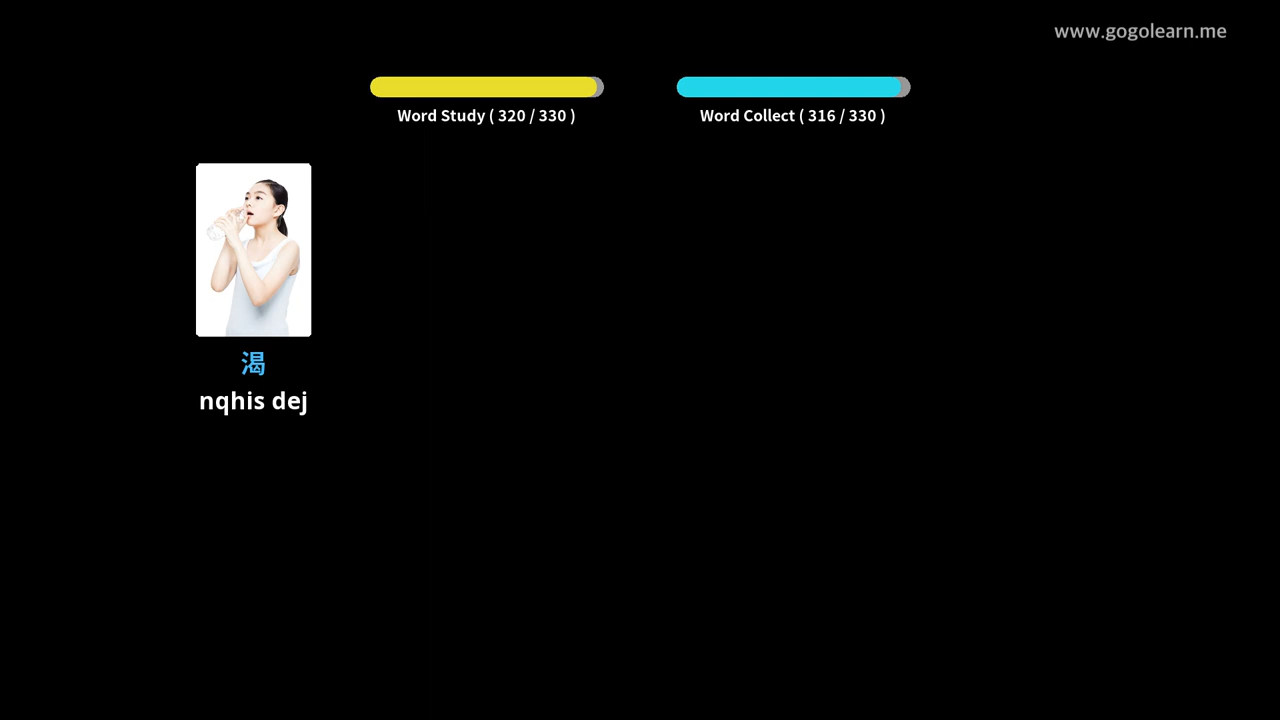 www.gogolearn.me
Word Study ( 320 / 330 )
Word Collect ( 316 / 330 )
渴
nqhis dej